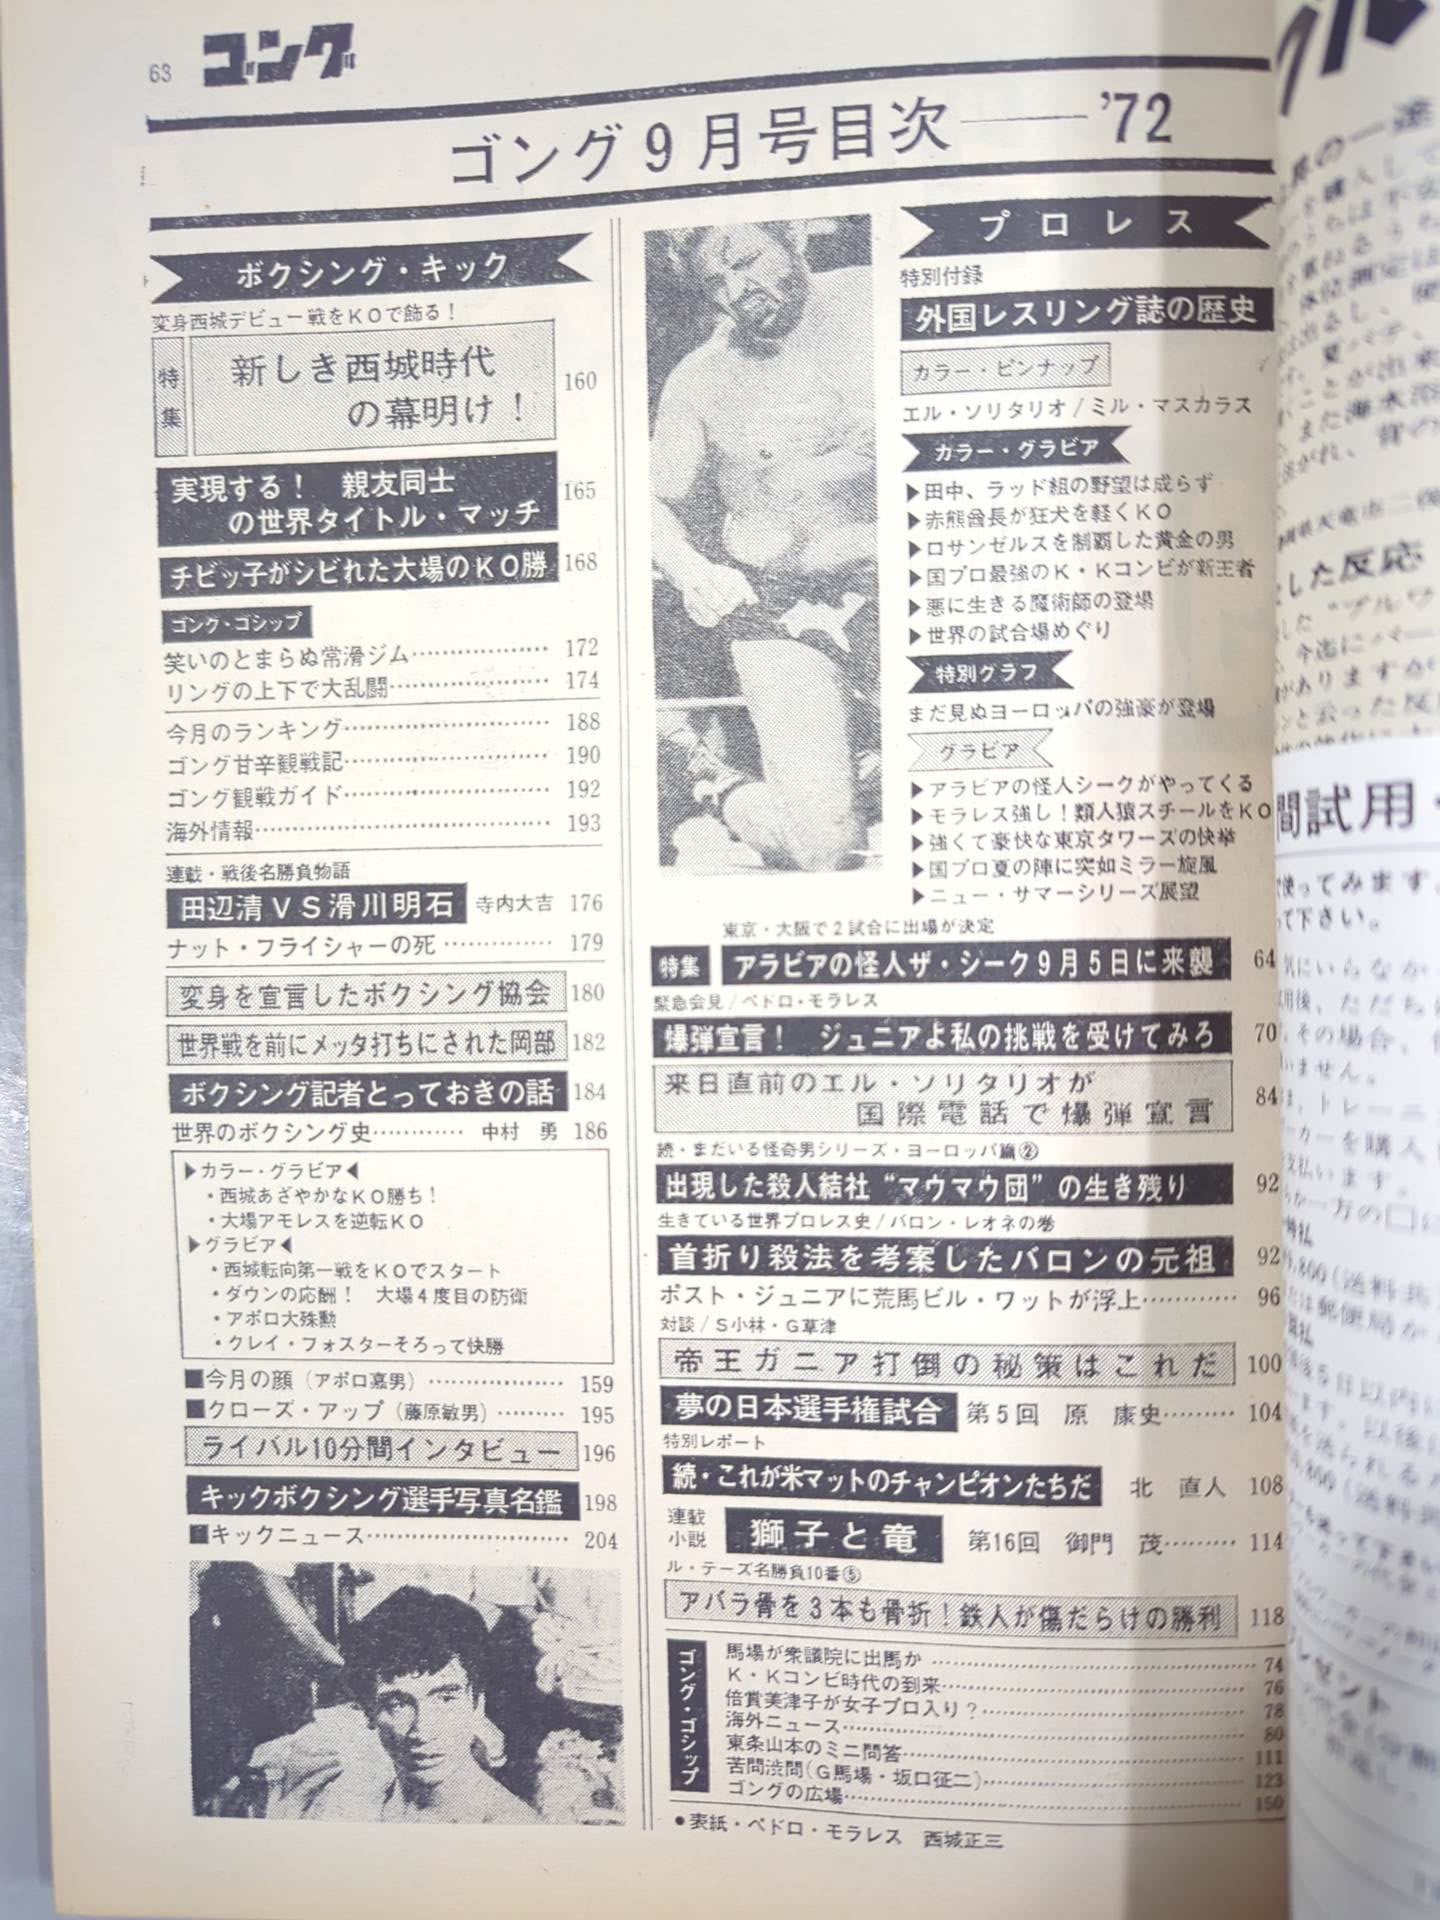 63
ゴング
ゴング9月号目次――'72
ボクシング・キック
変身西城デビュー戦をKOで飾る！
特集
新しき西城時代
の幕明け！
160
実現する！　親友同士
の世界タイトル・マッチ
165
チビッ子がシビれた大場のKO勝 168
ゴング・ゴシップ
笑いのとまらぬ常滑ジム………………172
リングの上下で大乱闘…………………174
今月のランキング………………………188
ゴング甘辛観戦記………………………190
ゴング観戦ガイド………………………192
海外情報…………………………………193
連載・戦後名勝負物語
田辺清VS滑川明石 寺内大吉 176
ナット・フライシャーの死……………179
変身を宣言したボクシング協会 180
世界戦を前にメッタ打ちにされた岡部 182
ボクシング記者とっておきの話 184
世界のボクシング史…………中村　勇 186
▶カラー・グラビア◀
・西城あざやかなKO勝ち！
・大場アモレスを逆転KO
▶グラビア◀
・西城転向第一戦をKOでスタート
・ダウンの応酬！　大場4度目の防衛
・アポロ大殊勲
・クレイ・フォスターそろって快勝
■今月の顔（アポロ嘉男）………………159
■クローズ・アップ（藤原敏男）………195
ライバル10分間インタビュー 196
キックボクシング選手写真名鑑 198
■キックニュース………………………204
プロレス
特別付録
外国レスリング誌の歴史
カラー・ピンナップ
エル・ソリタリオ/ミル・マスカラス
カラー・グラビア
▶田中、ラッド組の野望は成らず
▶赤熊酋長が狂犬を軽くKO
▶ロサンゼルスを制覇した黄金の男
▶国プロ最強のK・Kコンビが新王者
▶悪に生きる魔術師の登場
▶世界の試合場めぐり
特別グラフ
まだ見ぬヨーロッパの強豪が登場
グラビア
▶アラビアの怪人シークがやってくる
▶モラレス強し！類人猿スチールをKO
▶強くて豪快な東京タワーズの快挙
▶国プロ夏の陣に突如ミラー旋風
▶ニュー・サマーシリーズ展望
東京・大阪で2試合に出場が決定
特集 アラビアの怪人ザ・シーク9月5日に来襲 64
緊急会見/ペドロ・モラレス
爆弾宣言！　ジュニアよ私の挑戦を受けてみろ 70
来日直前のエル・ソリタリオが
国際電話で爆弾宣言
84
続・まだいる怪奇男シリーズ・ヨーロッパ篇②
出現した殺人結社“マウマウ団”の生き残り 92
生きている世界プロレス史/バロン・レオネの巻
首折り殺法を考案したバロンの元祖 92
ポスト・ジュニアに荒馬ビル・ワットが浮上…………96
対談/S小林・G草津
帝王ガニア打倒の秘策はこれだ 100
夢の日本選手権試合 第5回　原　康史………104
特別レポート
続・これが米マットのチャンピオンたちだ 北　直人 108
連載小説 獅子と竜 第16回　御門　茂………114
ル・テーズ名勝負10番⑤
アバラ骨を3本も骨折！鉄人が傷だらけの勝利 118
ゴング・ゴシップ
馬場が衆議院に出馬か……………………74
K・Kコンビ時代の到来……………………76
倍賞美津子が女子プロ入り？……………78
海外ニュース………………………………80
東条山本のミニ問答………………………111
苦問渋問（G馬場・坂口征二）……………123
ゴングの広場………………………………150
●表紙・ペドロ・モラレス　西城正三
間試用・
使ってみます。
て下さい。